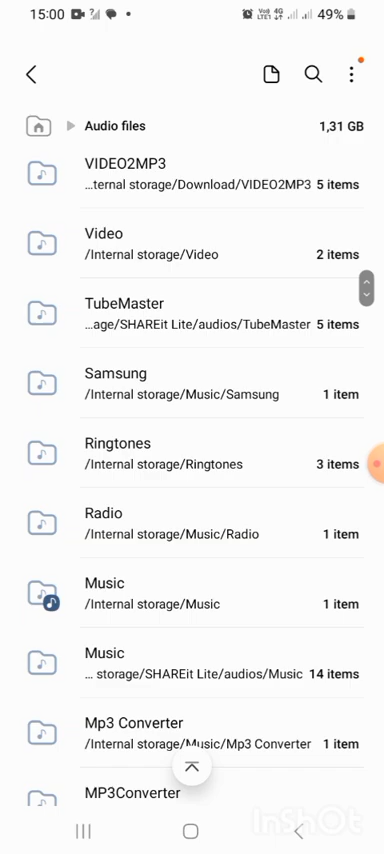 15:00 49%
Audio files 1,31 GB
VIDEO2MP3
...ternal storage/Download/VIDEO2MP3 5 items
Video
/Internal storage/Video 2 items
TubeMaster
...age/SHAREit Lite/audios/TubeMaster 5 items
Samsung
/Internal storage/Music/Samsung 1 item
Ringtones
/Internal storage/Ringtones 3 items
Radio
/Internal storage/Music/Radio 1 item
Music
/Internal storage/Music 1 item
Music
... storage/SHAREit Lite/audios/Music 14 items
Mp3 Converter
/Internal storage/Music/Mp3 Converter 1 item
MP3Converter
InShOt